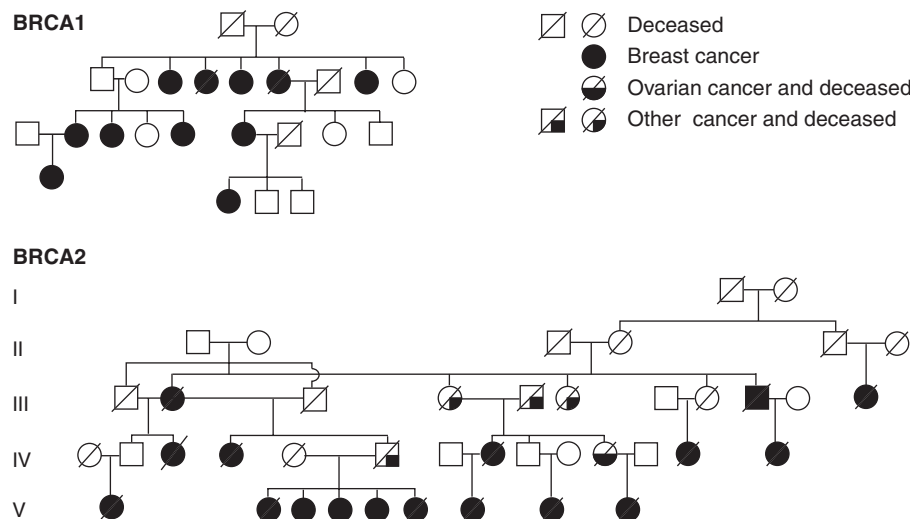 BRCA1
Deceased
Breast cancer
Ovarian cancer and deceased
Other cancer and deceased
BRCA2
I
II
III
IV
V